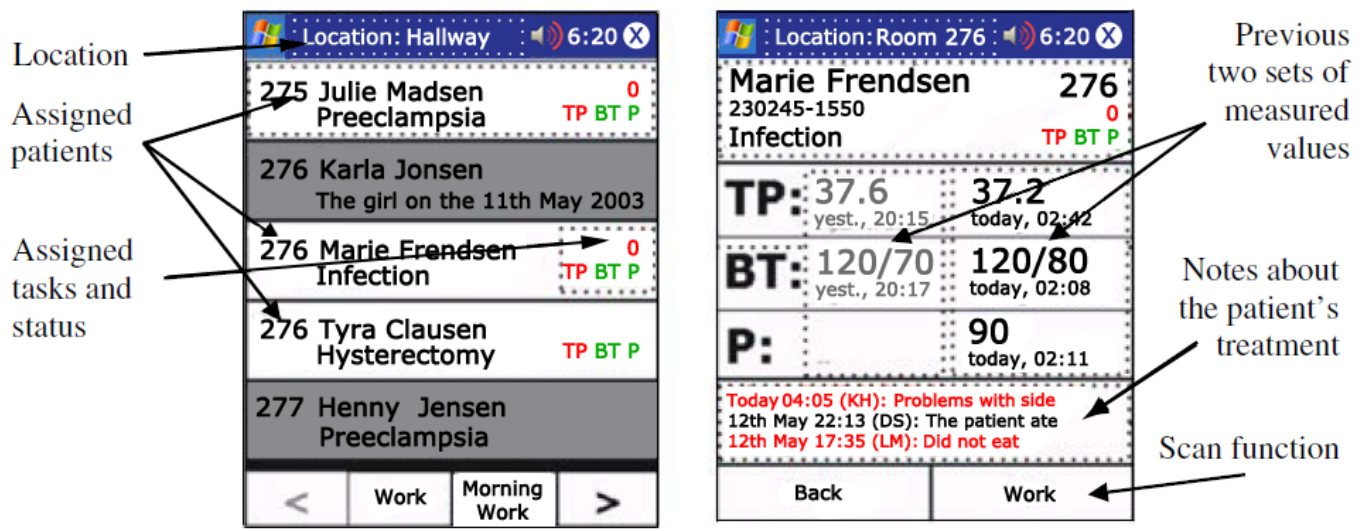 Location
Assigned
patients
Assigned
tasks and
status
Location: Hallway 6:20 X
275 Julie Madsen 0
Preeclampsia TP BT P
276 Karla Jonsen
The girl on the 11th May 2003
276 Marie Frendsen 0
Infection TP BT P
276 Tyra Clausen
Hysterectomy TP BT P
277 Henny Jensen
Preeclampsia
< Work Morning Work >
Location: Room 276 6:20 X
Marie Frendsen 276
230245-1550 0
Infection TP BT P
TP: 37.6 37.2
yest., 20:15 today, 02:42
BT: 120/70 120/80
yest., 20:17 today, 02:08
P: 90
today, 02:11
Today 04:05 (KH): Problems with side
12th May 22:13 (DS): The patient ate
12th May 17:35 (LM): Did not eat
Back Work
Previous
two sets of
measured
values
Notes about
the patient's
treatment
Scan function